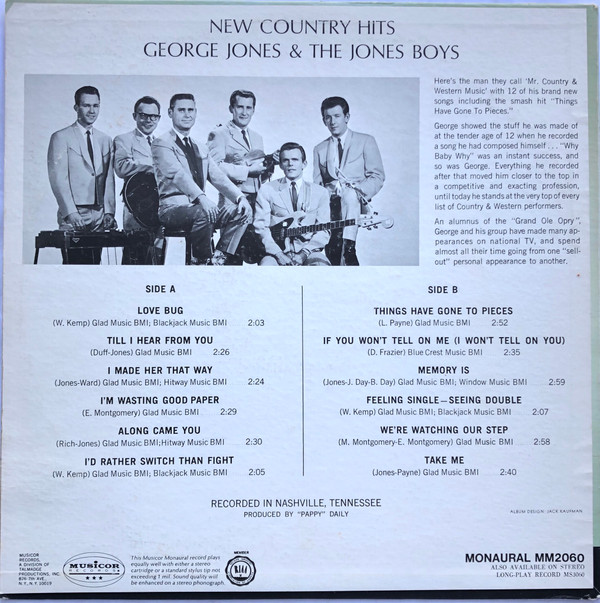 NEW COUNTRY HITS
GEORGE JONES & THE JONES BOYS
Here's the man they call 'Mr. Country &
Western Music' with 12 of his brand new
songs including the smash hit "Things
Have Gone To Pieces."
George showed the stuff he was made of
at the tender age of 12 when he recorded
a song he had composed himself . . . "Why
Baby Why" was an instant success, and
so was George. Everything he recorded
after that moved him closer to the top in
a competitive and exacting profession,
until today he stands at the very top of every
list of Country & Western performers.
An alumnus of the "Grand Ole Opry",
George and his group have made many ap-
pearances on national TV, and spend
almost all their time going from one "sell-
out" personal appearance to another.
SIDE A
LOVE BUG
(W. Kemp) Glad Music BMI; Blackjack Music BMI 2:03
TILL I HEAR FROM YOU
(Duff-Jones) Glad Music BMI 2:26
I MADE HER THAT WAY
(Jones-Ward) Glad Music BMI; Hitway Music BMI 2:24
I'M WASTING GOOD PAPER
(E. Montgomery) Glad Music BMI 2:29
ALONG CAME YOU
(Rich-Jones) Glad Music BMI;Hitway Music BMI 2:30
I'D RATHER SWITCH THAN FIGHT
(W. Kemp) Glad Music BMI; Blackjack Music BMI 2:05
SIDE B
THINGS HAVE GONE TO PIECES
(L. Payne) Glad Music BMI 2:52
IF YOU WON'T TELL ON ME (I WON'T TELL ON YOU)
(D. Frazier) Blue Crest Music BMI 2:35
MEMORY IS
(Jones-J. Day-B. Day) Glad Music BMI; Window Music BMI 2:59
FEELING SINGLE—SEEING DOUBLE
(W. Kemp) Glad Music BMI; Blackjack Music BMI 2:07
WE'RE WATCHING OUR STEP
(M. Montgomery-E. Montgomery) Glad Music BMI 2:58
TAKE ME
(Jones-Payne) Glad Music BMI 2:40
RECORDED IN NASHVILLE, TENNESSEE
PRODUCED BY "PAPPY" DAILY
ALBUM DESIGN: JACK KAUFMAN
MUSICOR
RECORDS,
A DIVISION OF
TALMADGE
PRODUCTIONS, INC.
826-7th AVE.,
N.Y., N.Y. 10019
MUSICOR
RECORDS
This Musicor Monaural record plays
equally well with either a stereo
cartridge or a standard stylus tip not
exceeding 1 mil. Sound quality will
be enhanced on a stereo phonograph.
MEMBER
RIAA
MONAURAL MM2060
ALSO AVAILABLE ON STEREO
LONG-PLAY RECORD MS3060